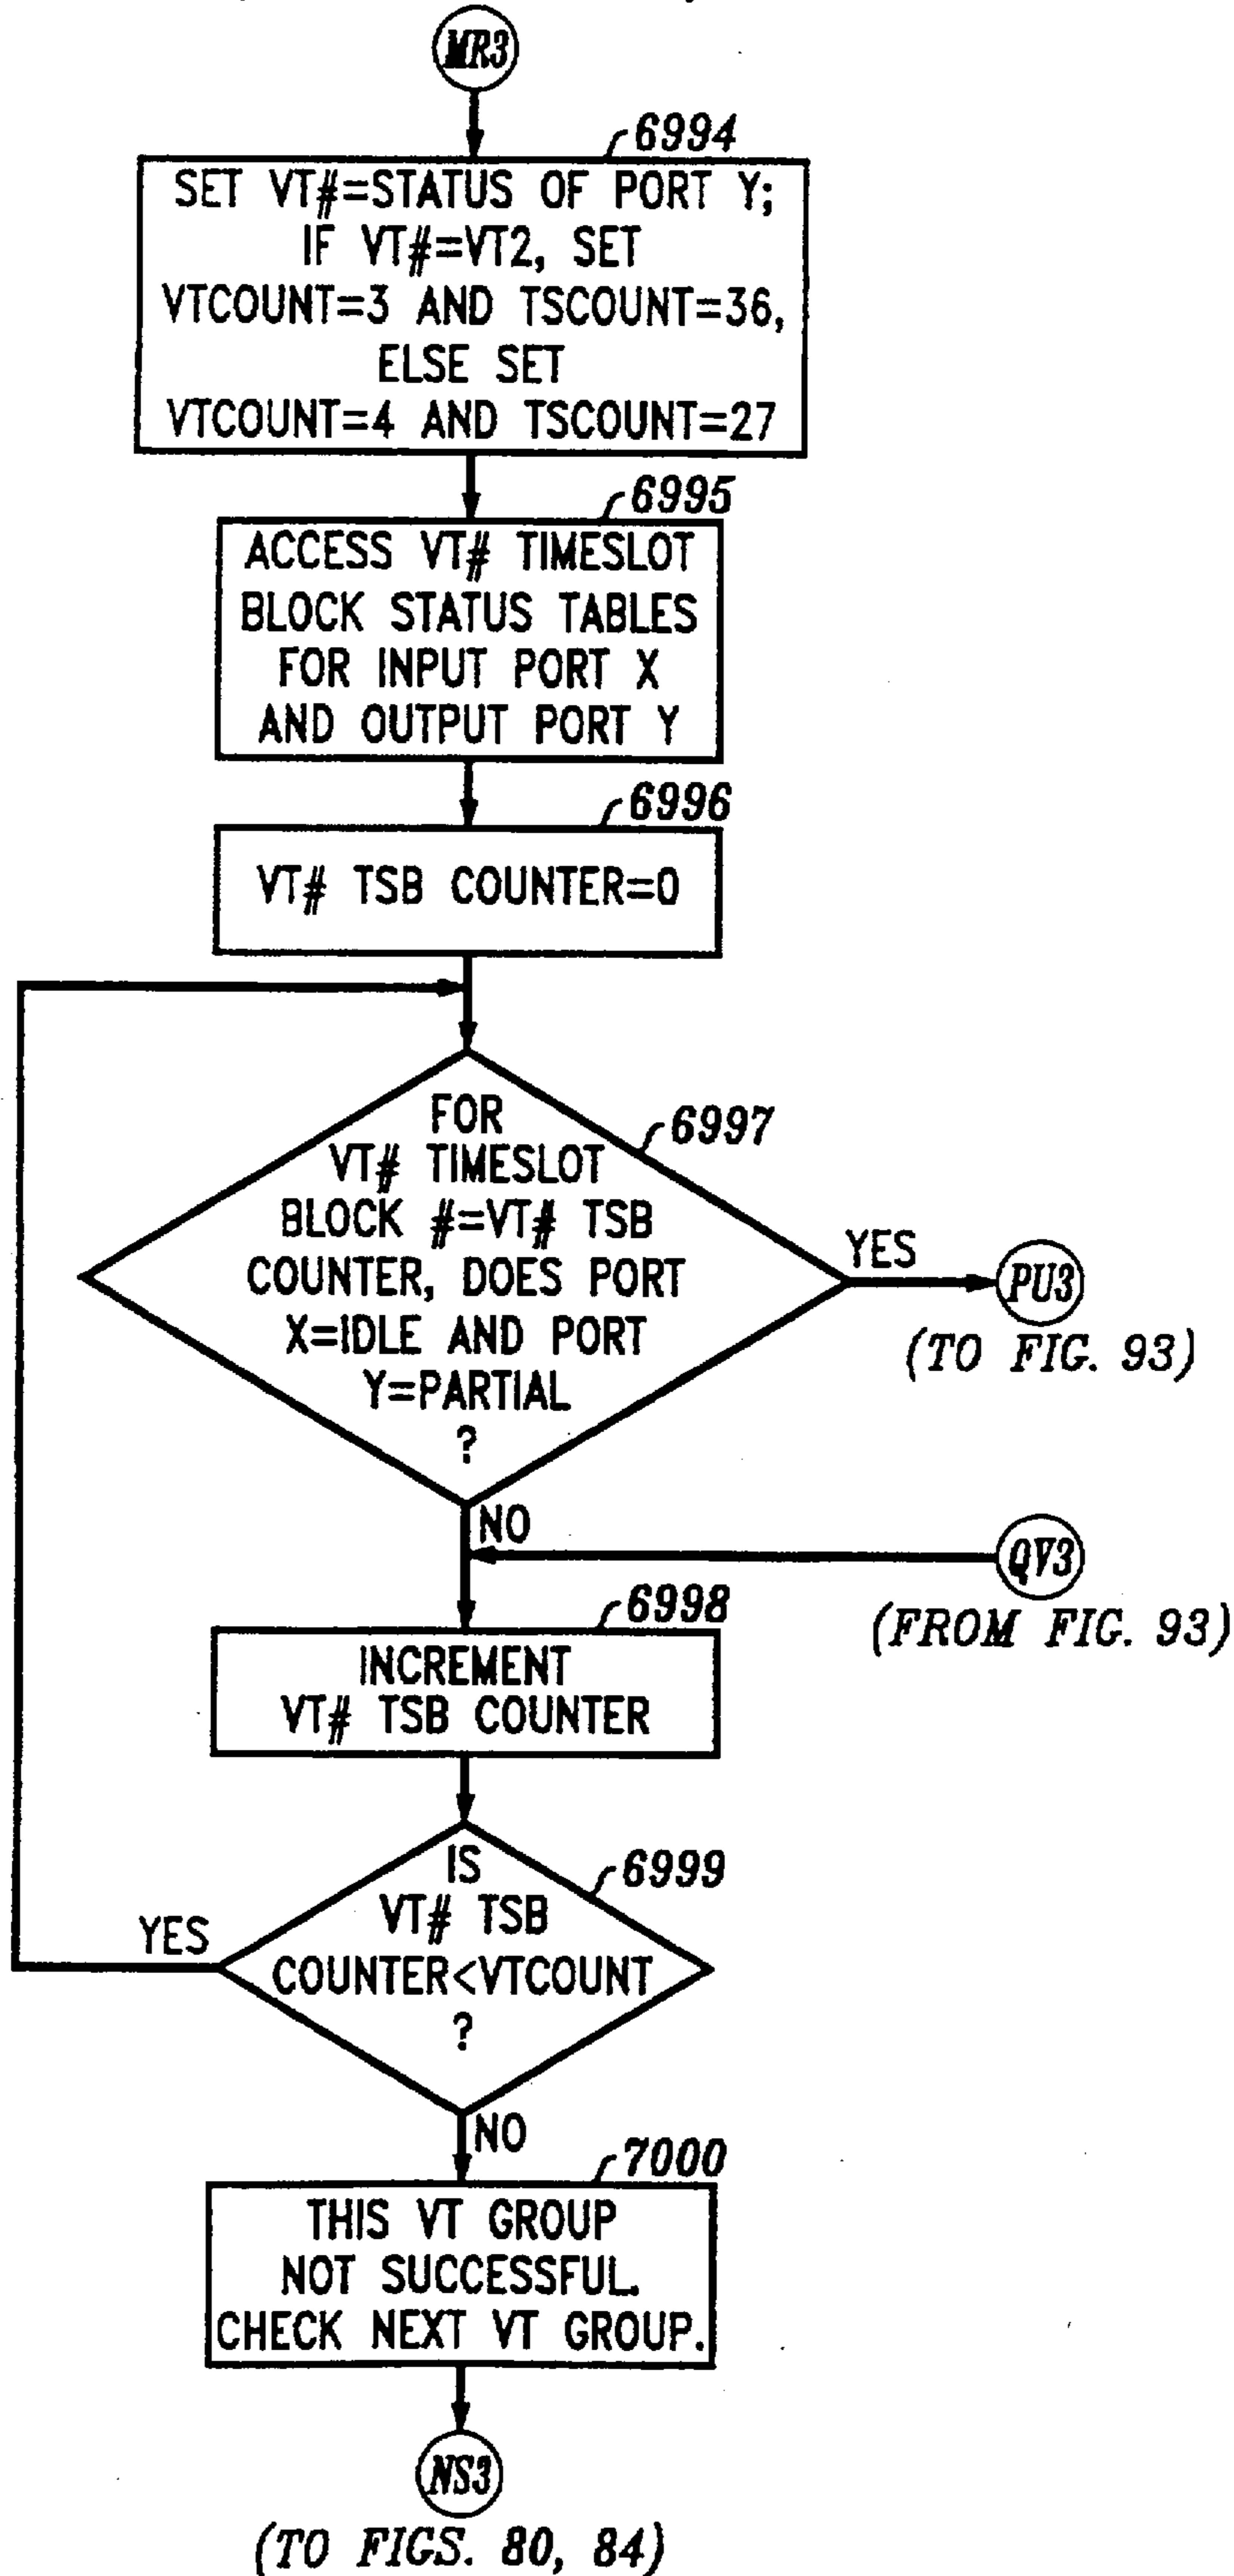 MR3
6994
SET VT#=STATUS OF PORT Y;
IF VT#=VT2, SET
VTCOUNT=3 AND TSCOUNT=36,
ELSE SET
VTCOUNT=4 AND TSCOUNT=27
6995
ACCESS VT# TIMESLOT
BLOCK STATUS TABLES
FOR INPUT PORT X
AND OUTPUT PORT Y
6996
VT# TSB COUNTER=0
6997
FOR
VT# TIMESLOT
BLOCK #=VT# TSB
COUNTER, DOES PORT
X=IDLE AND PORT
Y=PARTIAL
?
YES
PU3
(TO FIG. 93)
NO
QV3
(FROM FIG. 93)
6998
INCREMENT
VT# TSB COUNTER
6999
IS
VT# TSB
COUNTER<VTCOUNT
?
YES
NO
7000
THIS VT GROUP
NOT SUCCESSFUL.
CHECK NEXT VT GROUP.
NS3
(TO FIGS. 80, 84)